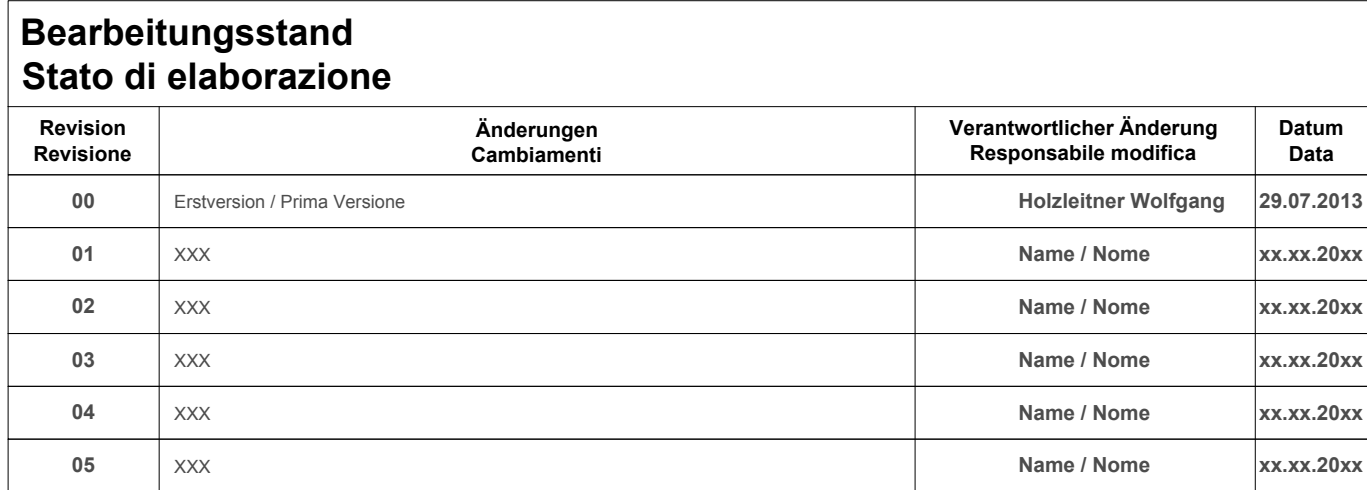 Bearbeitungsstand
Stato di elaborazione
Revision Änderungen Verantwortlicher Änderung Datum
Revisione Cambiamenti Responsabile modifica Data
00 Erstversion / Prima Versione Holzleitner Wolfgang 29.07.2013
01 XXX Name / Nome xx.xx.20xx
02 XXX Name / Nome xx.xx.20xx
03 XXX Name / Nome xx.xx.20xx
04 XXX Name / Nome xx.xx.20xx
05 XXX Name / Nome xx.xx.20xx